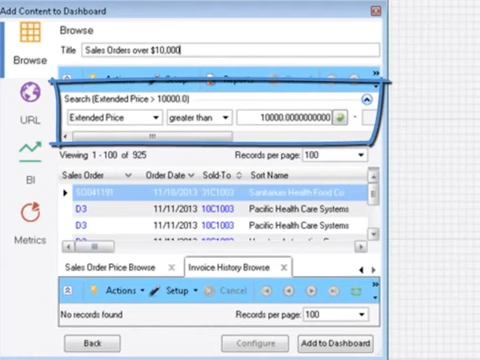 Add Content to Dashboard
Browse
Title Sales Orders over $10,000
Browse
Actions Setup Reports
Search (Extended Price > 10000.0)
Extended Price greater than 10000.0000000000 -
URL
Viewing 1 - 100 of 925 Records per page: 100
BI
Sales Order Order Date Sold-To Sort Name
SO041191 11/18/2013 31C1003 Sanitarium Health Food Co
D3 11/11/2013 10C1003 Pacific Health Care Systems
D3 11/11/2013 10C1003 Pacific Health Care Systems
Metrics
Sales Order Price Browse x Invoice History Browse x
Actions Setup Cancel
No records found Records per page: 100
Back Configure Add to Dashboard